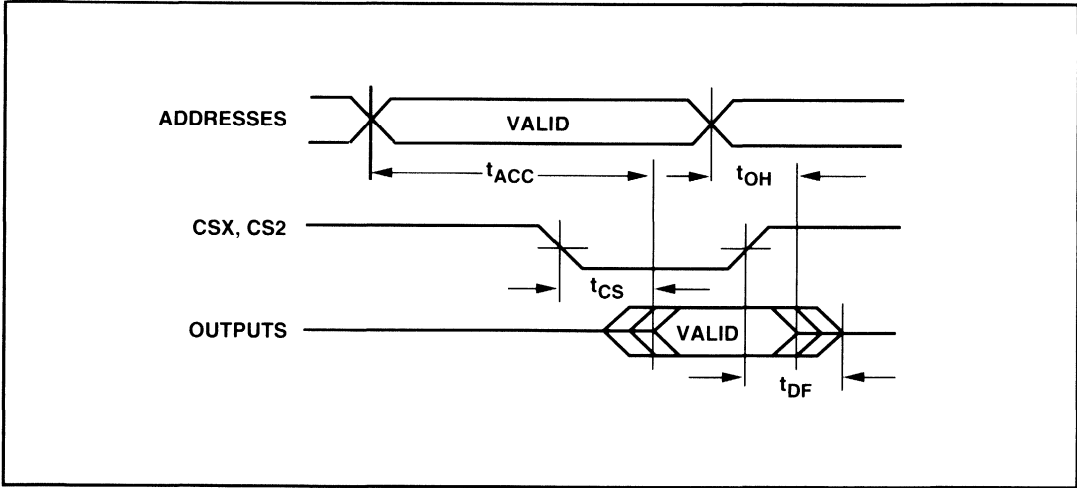 ADDRESSES
VALID
tACC
tOH
CSX, CS2
tCS
OUTPUTS
VALID
tDF